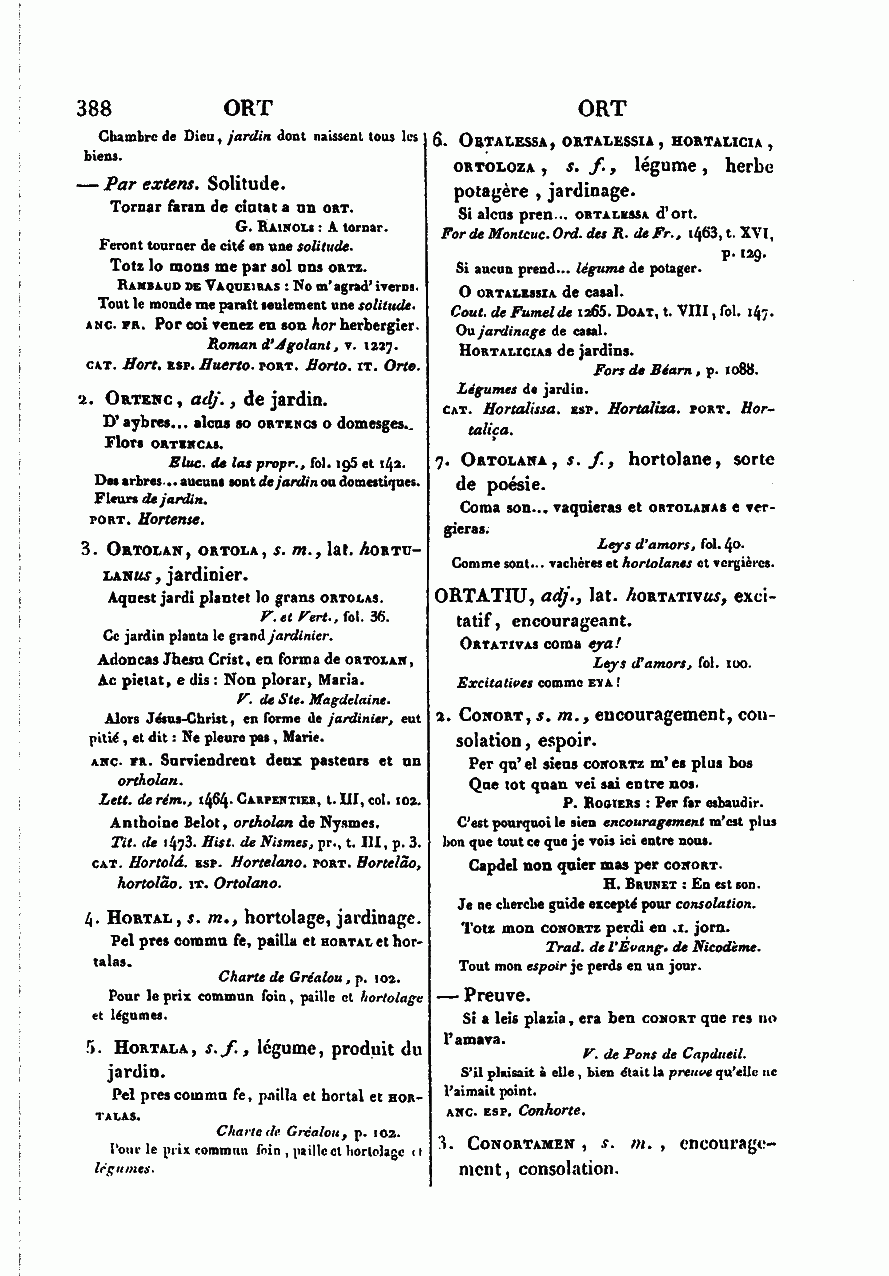 388 ORT ORT
Chambre de Dieu, jardin dont naissent tous les
biens.
— Par extens. Solitude.
Tornar faran de ciutat a un ORT.
G. RAINOLS : A tornar.
Feront tourner de cité en une solitude.
Totz lo mons me par sol uns ORTZ.
RAMBAUD DE VAQUEIRAS : No m'agrad' iverns.
Tout le monde me paraît seulement une solitude.
ANC. FR. Por coi venez en son hor herbergier.
Roman d'Agolant, v. 1227.
CAT. Hort. ESP. Huerto. PORT. Horto. IT. Orto.
2. ORTENC, adj., de jardin.
D'aybres... alcus so ORTENCS o domesges..
Flors ORTENCAS.
Eluc. de las propr., fol. 195 et 142.
Des arbres... aucuns sont de jardin ou domestiques.
Fleurs de jardin.
PORT. Hortense.
3. ORTOLAN, ORTOLA, s. m., lat. hORTU-
LANus, jardinier.
Aquest jardi plantet lo grans ORTOLAS.
V. et Vert., fol. 36.
Ce jardin planta le grand jardinier.
Adoncas Jhesu Crist, en forma de ORTOLAN,
Ac pietat, e dis : Non plorar, Maria.
V. de Ste. Magdelaine.
Alors Jésus-Christ, en forme de jardinier, eut
pitié, et dit : Ne pleure pas, Marie.
ANC. FR. Surviendrent deux pasteurs et un
ortholan.
Lett. de rém., 1464. CARPENTIER, t. III, col. 102.
Anthoine Belot, ortholan de Nysmes.
Tit. de 1473. Hist. de Nismes, pr., t. III, p. 3.
CAT. Hortolá. ESP. Hortelano. PORT. Hortelão,
hortolão. IT. Ortolano.
4. HORTAL, s. m., hortolage, jardinage.
Pel pres commu fe, pailla et HORTAL et hor-
talas.
Charte de Gréalou, p. 102.
Pour le prix commun foin, paille et hortolage
et légumes.
5. HORTALA, s. f., légume, produit du
jardin.
Pel pres commu fe, pailla et hortal et HOR-
TALAS.
Charte de Gréalou, p. 102.
Pour le prix commun foin, paille et hortolage et
légumes.
6. ORTALESSA, ORTALESSIA, HORTALICIA,
ORTOLOZA, s. f., légume, herbe
potagère, jardinage.
Si alcus pren... ORTALESSA d'ort.
For de Montcuc. Ord. des R. de Fr., 1463, t. XVI,
p. 129.
Si aucun prend... légume de potager.
O ORTALESSIA de casal.
Cout. de Fumel de 1265. DOAT, t. VIII, fol. 147.
Ou jardinage de casal.
HORTALICIAS de jardins.
Fors de Béarn, p. 1088.
Légumes de jardin.
CAT. Hortalissa. ESP. Hortaliza. PORT. Hor-
taliça.
7. ORTOLANA, s. f., hortolane, sorte
de poésie.
Coma son... vaquieras et ORTOLANAS e ver-
gieras.
Leys d'amors, fol. 40.
Comme sont... vachères et hortolanes et vergières.
ORTATIU, adj., lat. hORTATIVus, exci-
tatif, encourageant.
ORTATIVAS coma eya!
Leys d'amors, fol. 100.
Excitatives comme EYA!
2. CONORT, s. m., encouragement, con-
solation, espoir.
Per qu'el sieus CONORTZ m'es plus bos
Que tot quan vei sai entre nos.
P. ROGIERS : Per far esbaudir.
C'est pourquoi le sien encouragement m'est plus
bon que tout ce que je vois ici entre nous.
Capdel non quier mas per CONORT.
H. BRUNET : En est son.
Je ne cherche guide excepté pour consolation.
Totz mon CONORTZ perdi en .I. jorn.
Trad. de l'Évang. de Nicodème.
Tout mon espoir je perds en un jour.
— Preuve.
Si a leis plazia, era ben CONORT que res no
l'amava.
V. de Pons de Capdueil.
S'il plaisait à elle, bien était la preuve qu'elle ne
l'aimait point.
ANC. ESP. Conhorte.
3. CONORTAMEN, s. m., encourage-
ment, consolation.